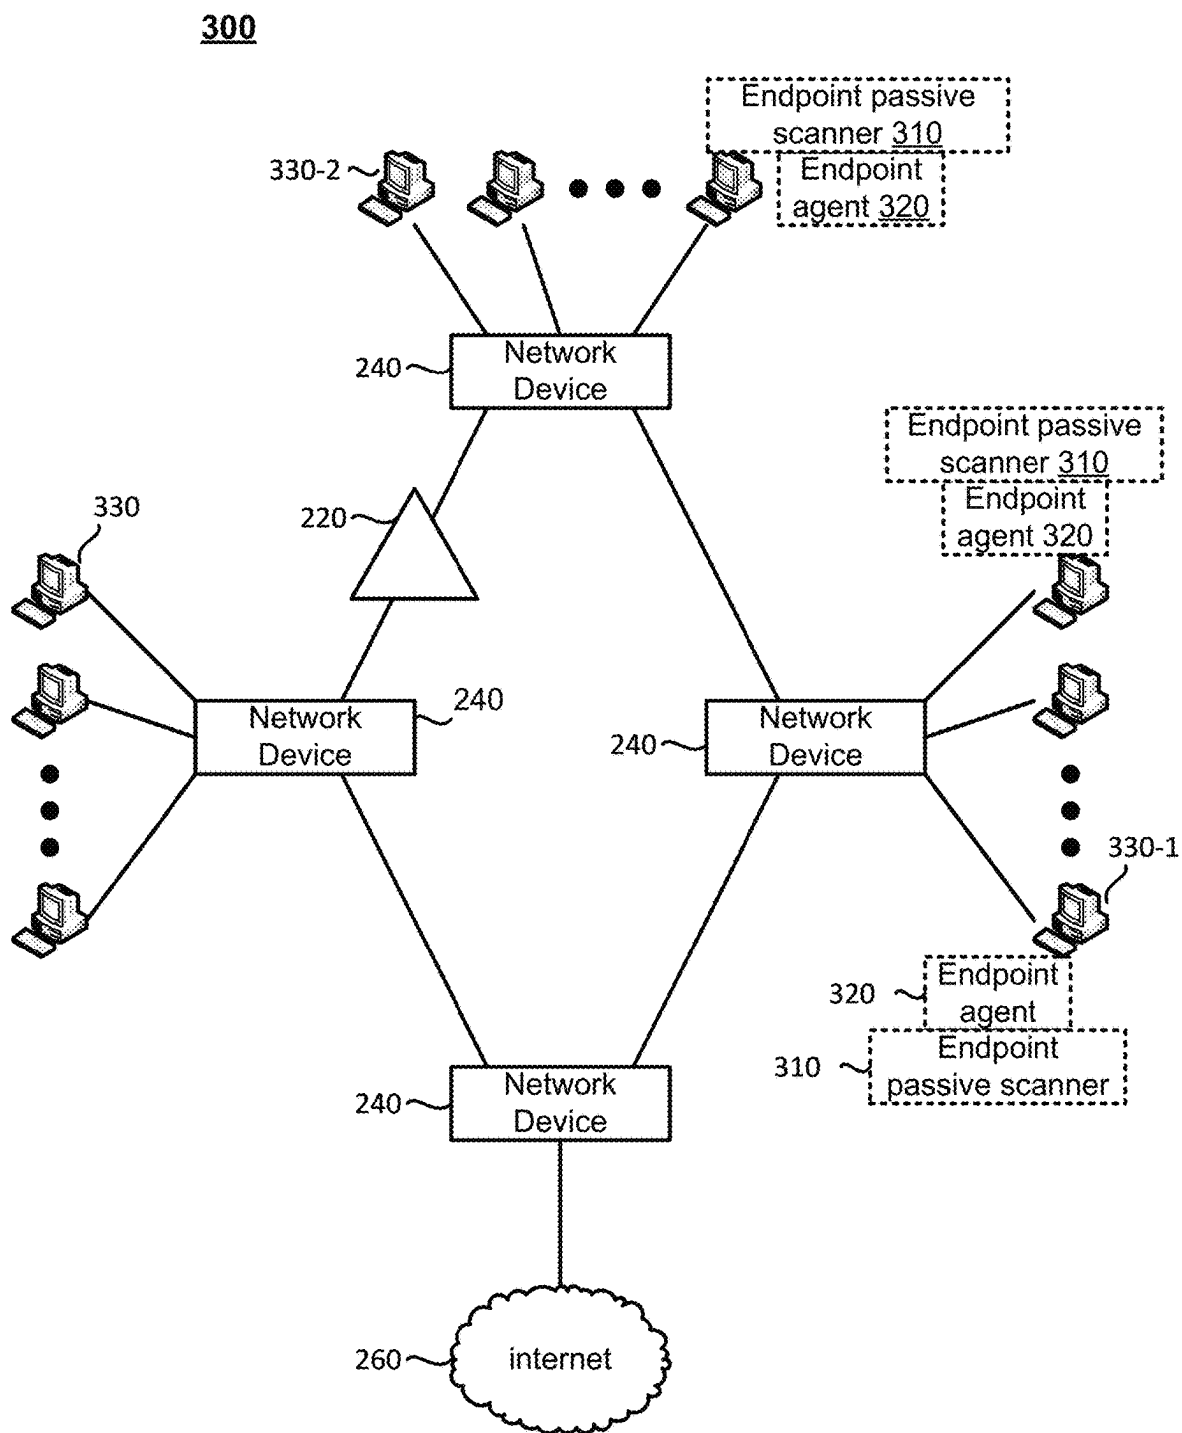 300
Endpoint passive
scanner 310
330-2
Endpoint
agent 320
240
Network
Device
Endpoint passive
scanner 310
Endpoint
agent 320
220
330
240
Network
Device
240
Network
Device
330-1
320
Endpoint
agent
310
Endpoint
passive scanner
240
Network
Device
260
internet